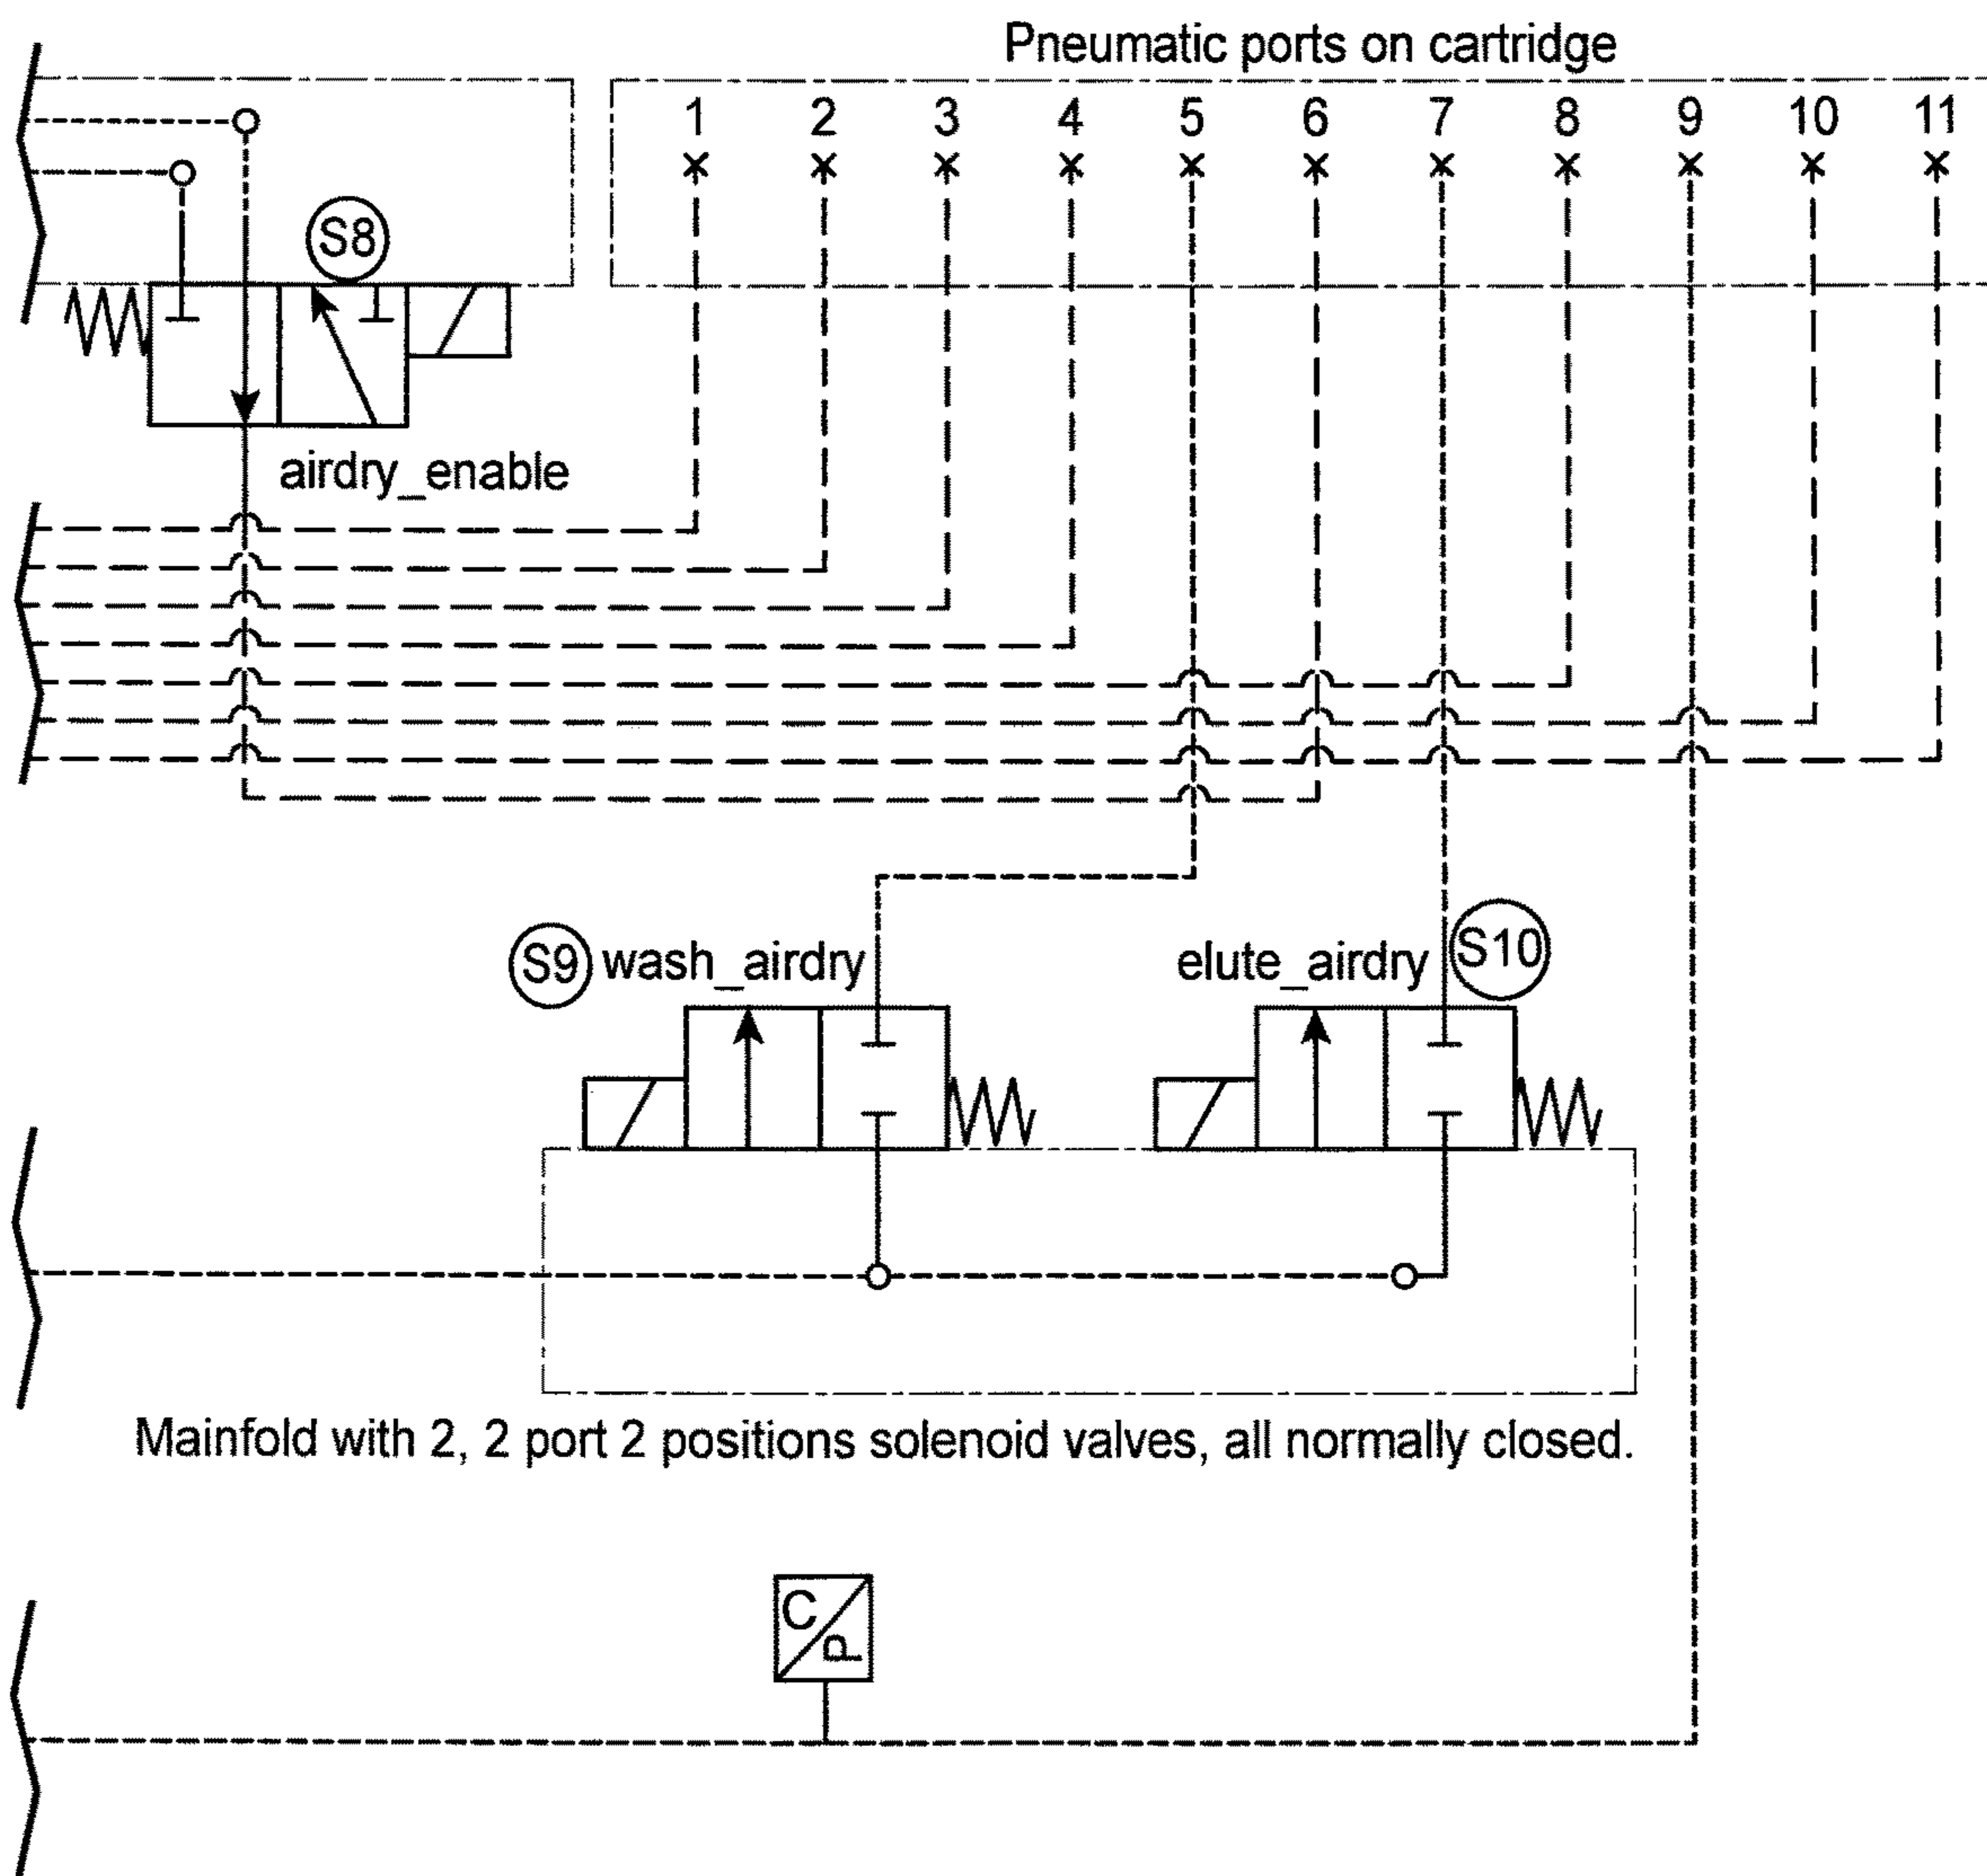 Pneumatic ports on cartridge
1 2 3 4 5 6 7 8 9 10 11
S8
airdry_enable
S9 wash_airdry
elute_airdry S10
Mainfold with 2, 2 port 2 positions solenoid valves, all normally closed.
C
P